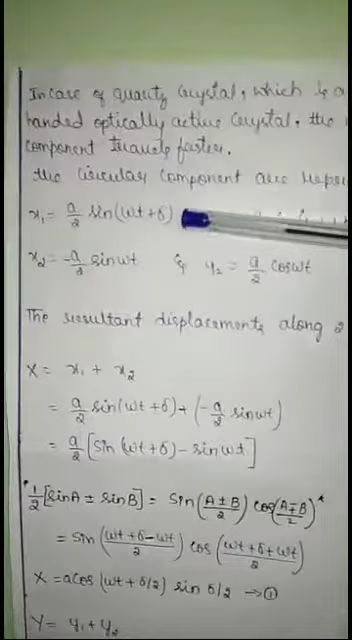 In case of quartz crystal, which is a
handed optically active crystal, the
component travels faster.
the circular component are repre
x₁ = a/2 sin(ωt+δ)
x₂ = -a/2 sinωt & y₂ = a/2 cosωt
The resultant displacements along
X = x₁ + x₂
= a/2 sin(ωt+δ) + (-a/2 sinωt)
= a/2 [sin(ωt+δ) - sinωt]
"1/2 [sinA ± sinB] = sin(A±B/2) cos(A∓B/2)"
= sin(ωt+δ-ωt/2) cos(ωt+δ+ωt/2)
X = acos(ωt+δ/2) sin δ/2 → ①
Y = y₁ + y₂